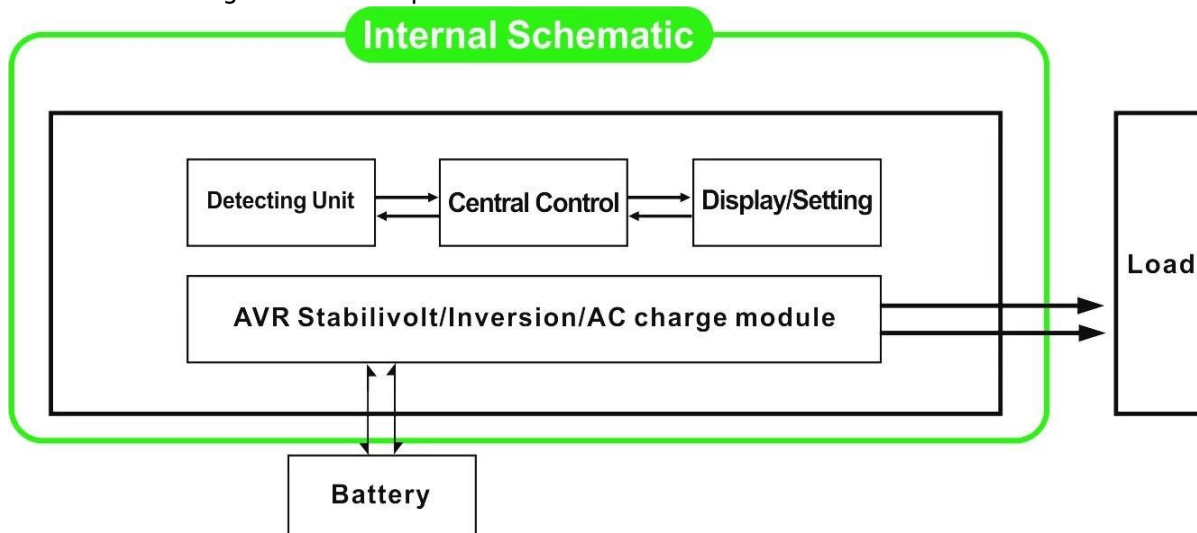 Internal Schematic
Detecting Unit
Central Control
Display/Setting
AVR Stabilivolt/Inversion/AC charge module
Load
Battery